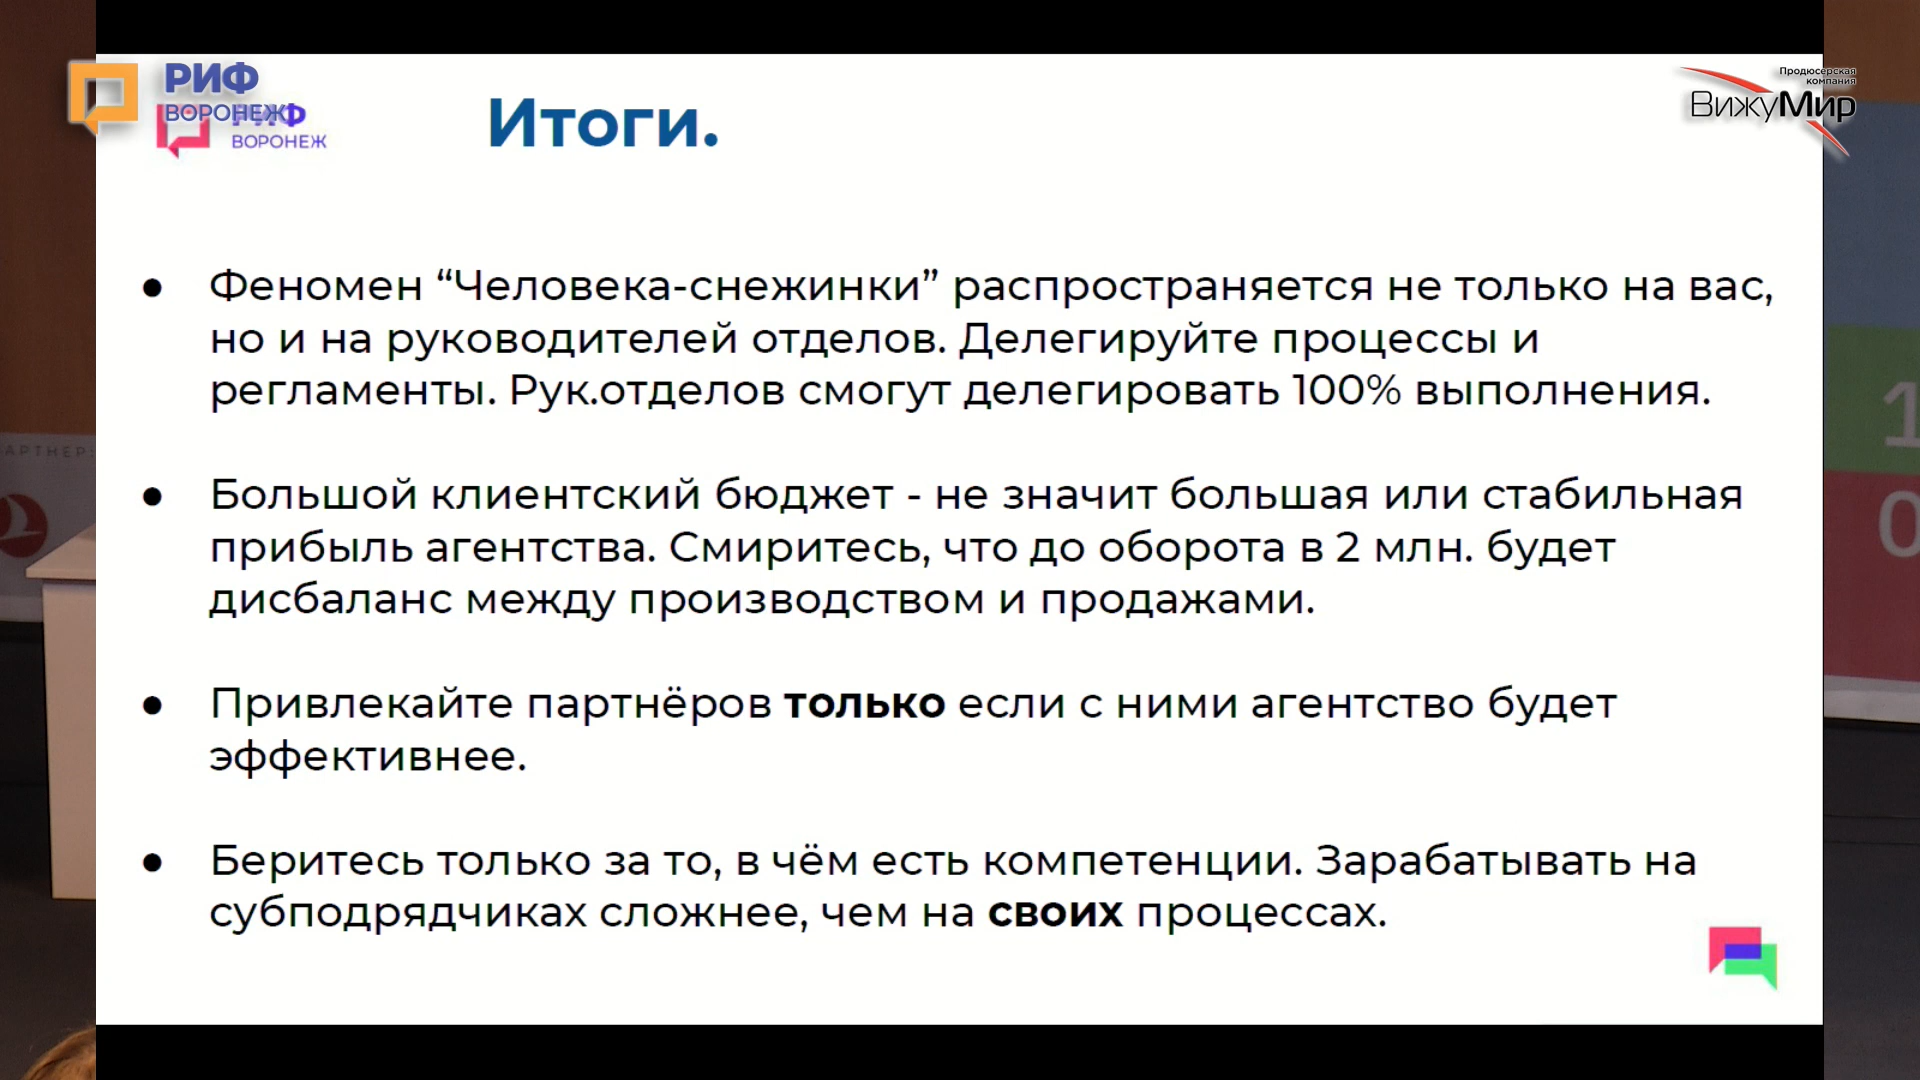 РИФ
ВОРОНЕЖ
ВОРОНЕЖ
Итоги.
Продюсерская
компания
ВижуМир
● Феномен “Человека-снежинки” распространяется не только на вас,
но и на руководителей отделов. Делегируйте процессы и
регламенты. Рук.отделов смогут делегировать 100% выполнения.
● Большой клиентский бюджет - не значит большая или стабильная
прибыль агентства. Смиритесь, что до оборота в 2 млн. будет
дисбаланс между производством и продажами.
● Привлекайте партнёров только если с ними агентство будет
эффективнее.
● Беритесь только за то, в чём есть компетенции. Зарабатывать на
субподрядчиках сложнее, чем на своих процессах.